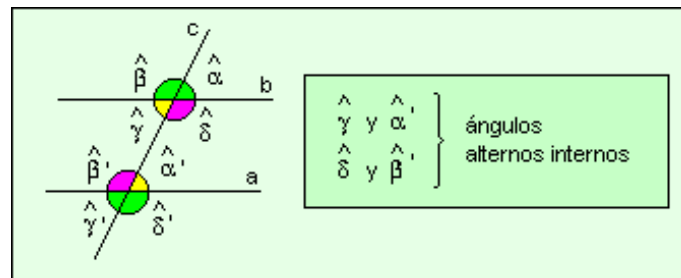 c
β̂ α̂
b
γ̂ δ̂
β̂' α̂'
a
γ̂' δ̂'
γ̂ y α̂' ángulos
δ̂ y β̂' alternos internos